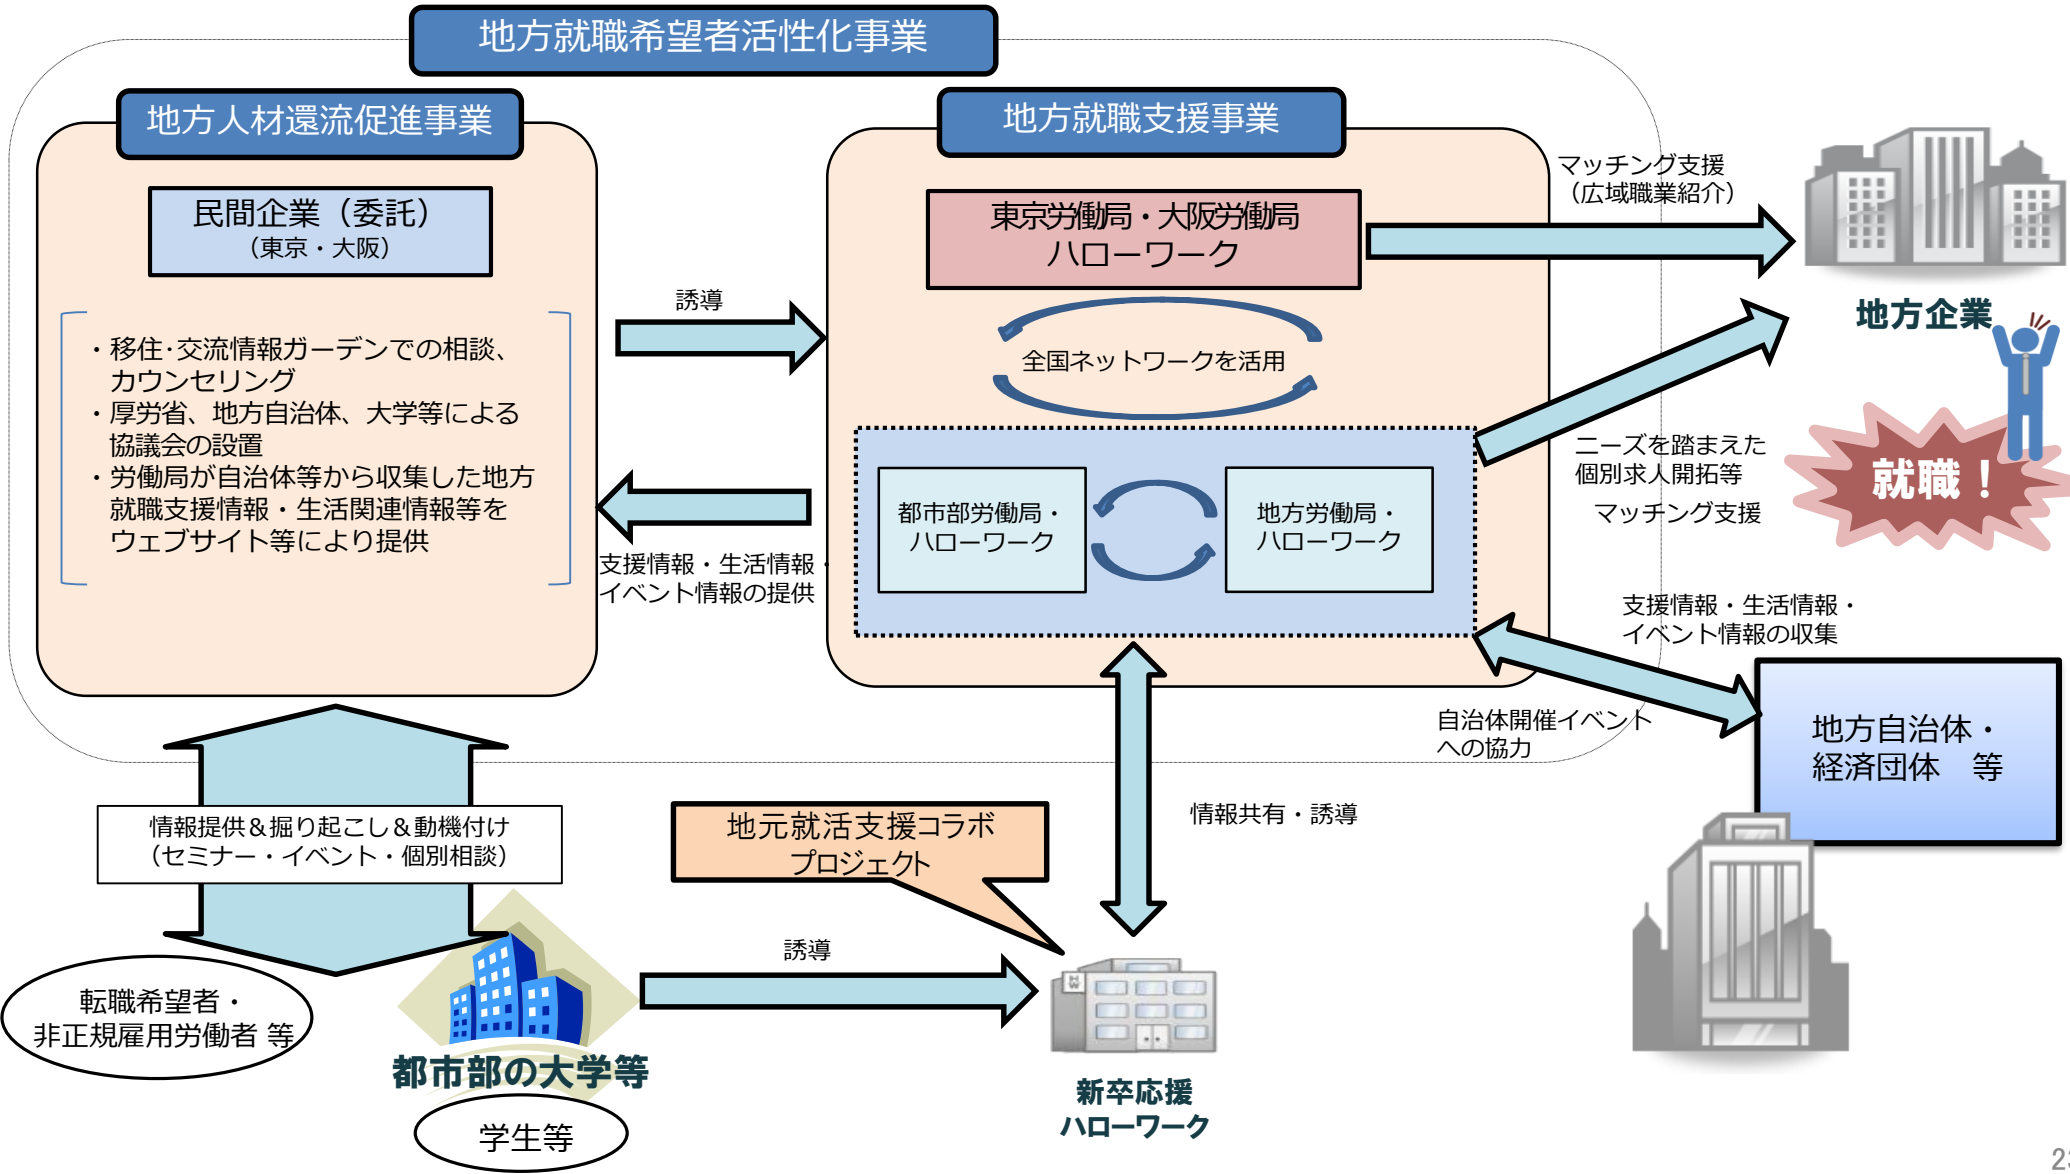 地方就職希望者活性化事業
地方人材還流促進事業
地方就職支援事業
民間企業（委託）
（東京・大阪）
・移住・交流情報ガーデンでの相談、
カウンセリング
・厚労省、地方自治体、大学等による
協議会の設置
・労働局が自治体等から収集した地方
就職支援情報・生活関連情報等を
ウェブサイト等により提供
誘導
支援情報・生活情報・
イベント情報の提供
東京労働局・大阪労働局
ハローワーク
全国ネットワークを活用
都市部労働局・
ハローワーク
地方労働局・
ハローワーク
マッチング支援
（広域職業紹介）
地方企業
ニーズを踏まえた
個別求人開拓等
マッチング支援
就職！
支援情報・生活情報・
イベント情報の収集
自治体開催イベント
への協力
地方自治体・
経済団体　等
情報提供＆掘り起こし＆動機付け
（セミナー・イベント・個別相談）
地元就活支援コラボ
プロジェクト
情報共有・誘導
誘導
転職希望者・
非正規雇用労働者 等
都市部の大学等
学生等
新卒応援
ハローワーク